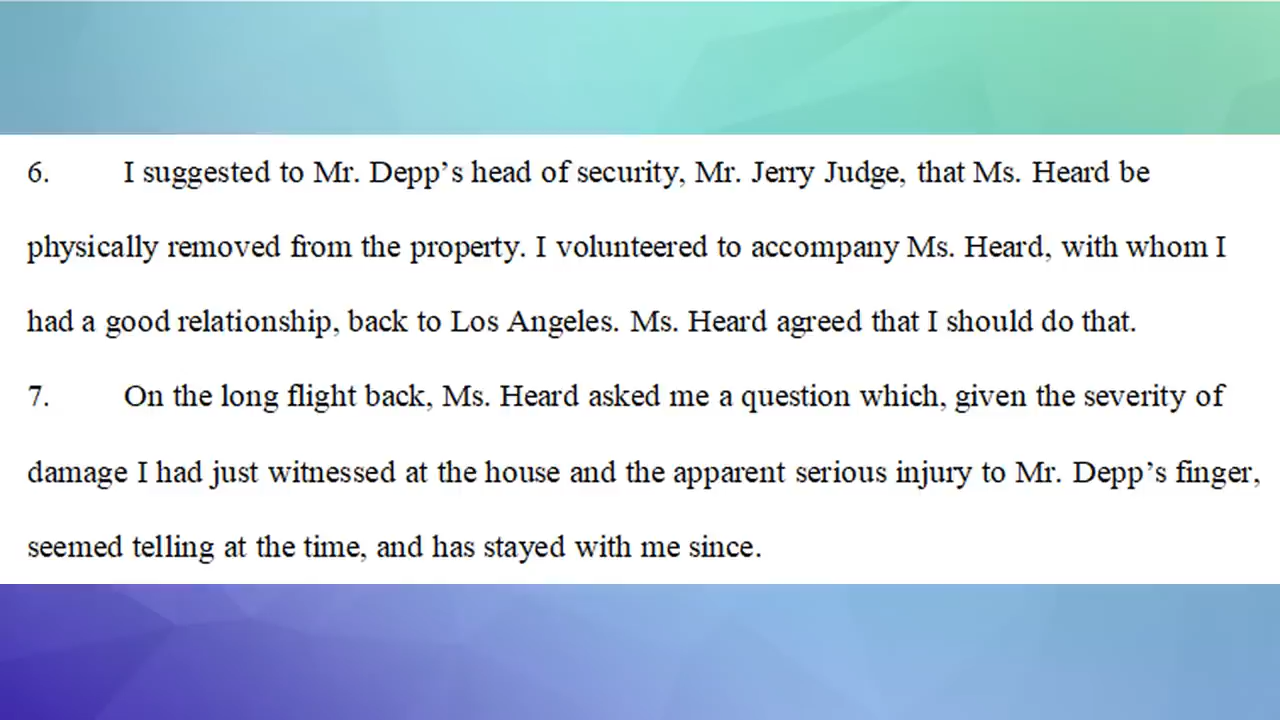 6. I suggested to Mr. Depp’s head of security, Mr. Jerry Judge, that Ms. Heard be
physically removed from the property. I volunteered to accompany Ms. Heard, with whom I
had a good relationship, back to Los Angeles. Ms. Heard agreed that I should do that.
7. On the long flight back, Ms. Heard asked me a question which, given the severity of
damage I had just witnessed at the house and the apparent serious injury to Mr. Depp’s finger,
seemed telling at the time, and has stayed with me since.